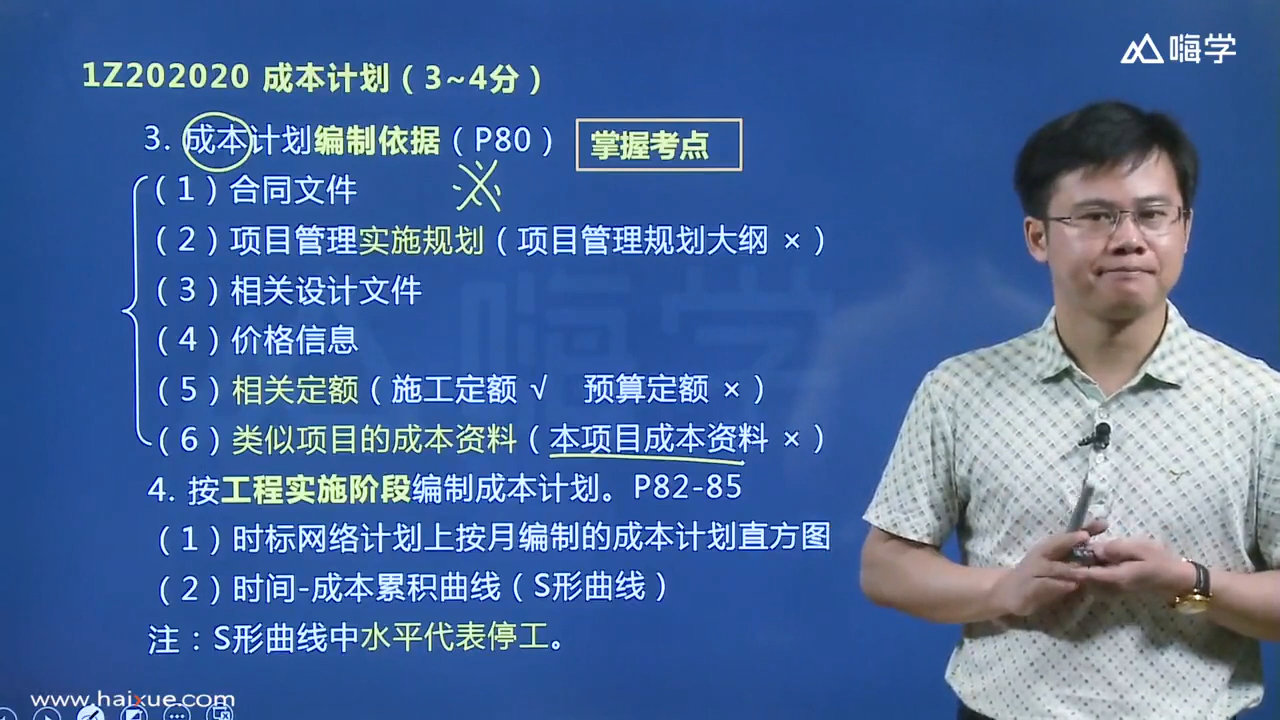 嗨学
1Z202020 成本计划（3~4分）
3. 成本计划编制依据（P80） 掌握考点
（1）合同文件
（2）项目管理实施规划（项目管理规划大纲 ×）
（3）相关设计文件
（4）价格信息
（5）相关定额（施工定额 √ 预算定额 ×）
（6）类似项目的成本资料（本项目成本资料 ×）
4. 按工程实施阶段编制成本计划。P82-85
（1）时标网络计划上按月编制的成本计划直方图
（2）时间-成本累积曲线（S形曲线）
注：S形曲线中水平代表停工。
www.haixue.com